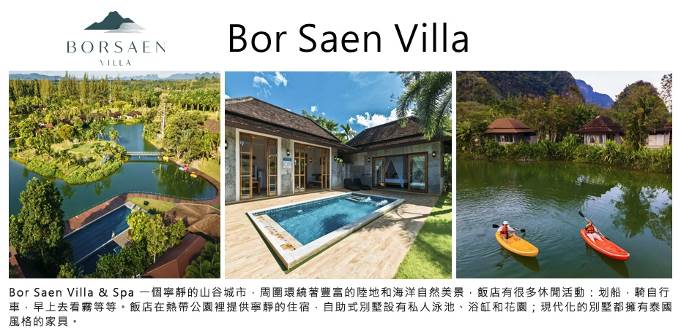 BORSAEN
VILLA
Bor Saen Villa
Bor Saen Villa & Spa 一個寧靜的山谷城市，周圍環繞著豐富的陸地和海洋自然美景，飯店有很多休閒活動：划船，騎自行
車，早上去看霧等等。飯店在熱帶公園裡提供寧靜的住宿，自助式別墅設有私人泳池、浴缸和花園；現代化的別墅都擁有泰國
風格的家具。